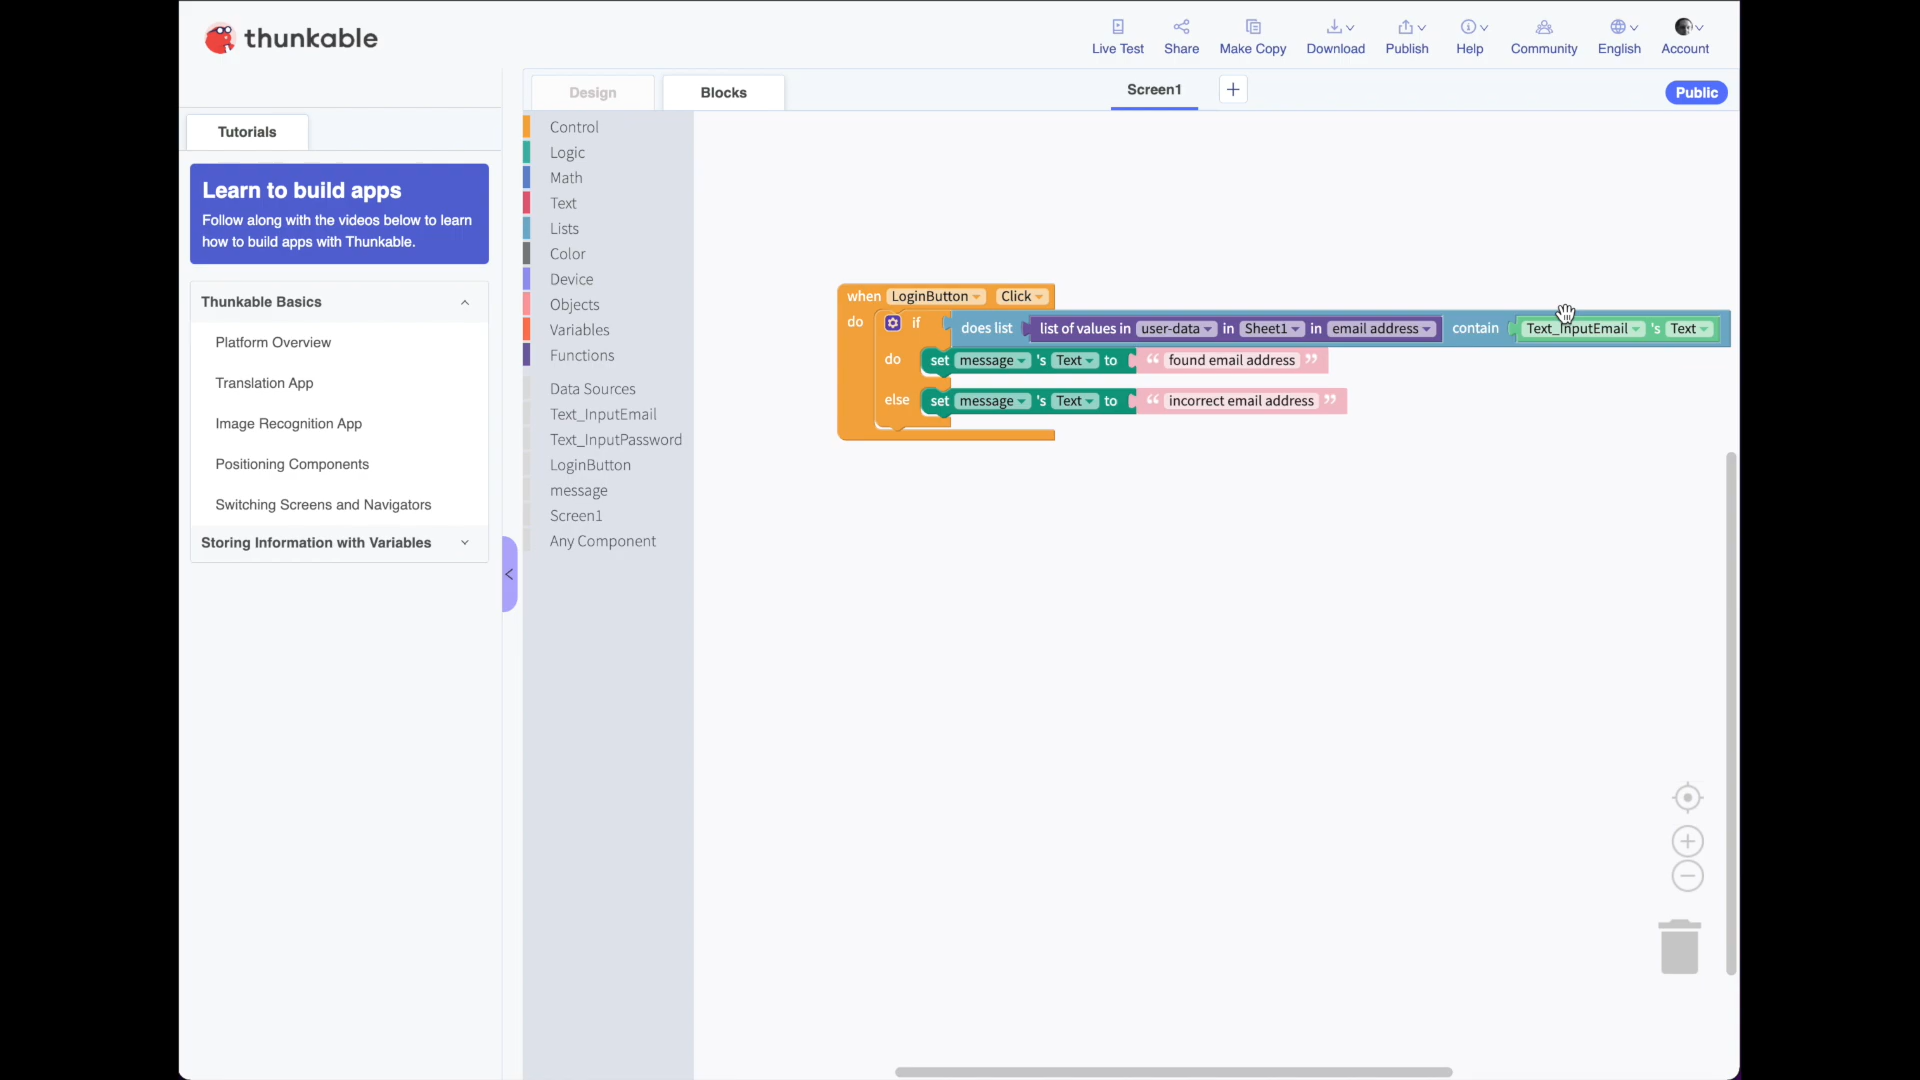 thunkable
Live Test Share Make Copy Download Publish Help Community English Account
Design Blocks Screen1 + Public
Tutorials
Learn to build apps
Follow along with the videos below to learn
how to build apps with Thunkable.
Thunkable Basics
Platform Overview
Translation App
Image Recognition App
Positioning Components
Switching Screens and Navigators
Storing Information with Variables
Control
Logic
Math
Text
Lists
Color
Device
Objects
Variables
Functions
Data Sources
Text_InputEmail
Text_InputPassword
LoginButton
message
Screen1
Any Component
when LoginButton Click
do if does list list of values in user-data in Sheet1 in email address contain Text_InputEmail 's Text
do set message 's Text to “ found email address ”
else set message 's Text to “ incorrect email address ”